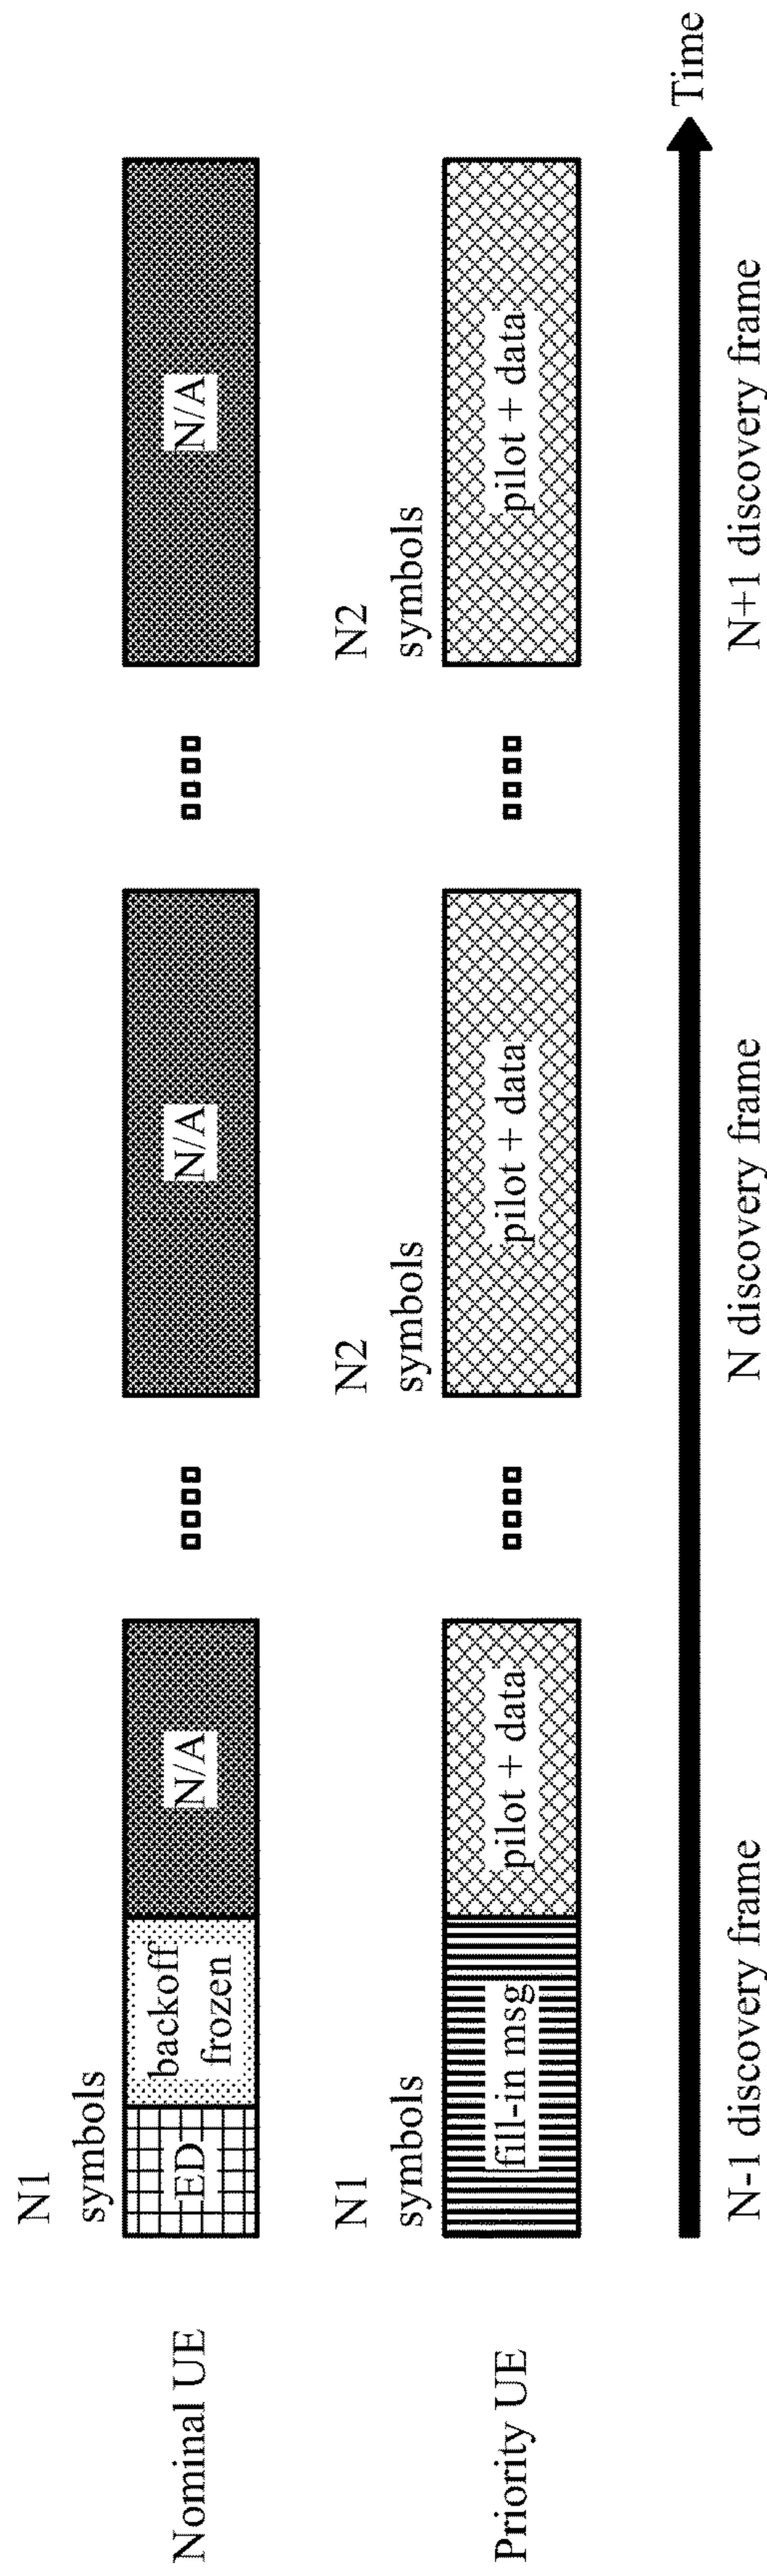 N1
symbols
Nominal UE
ED
backoff
frozen
N/A
N/A
N/A
N1
symbols
N2
symbols
N2
symbols
Priority UE
fill-in msg
pilot + data
pilot + data
pilot + data
Time
N-1 discovery frame
N discovery frame
N+1 discovery frame